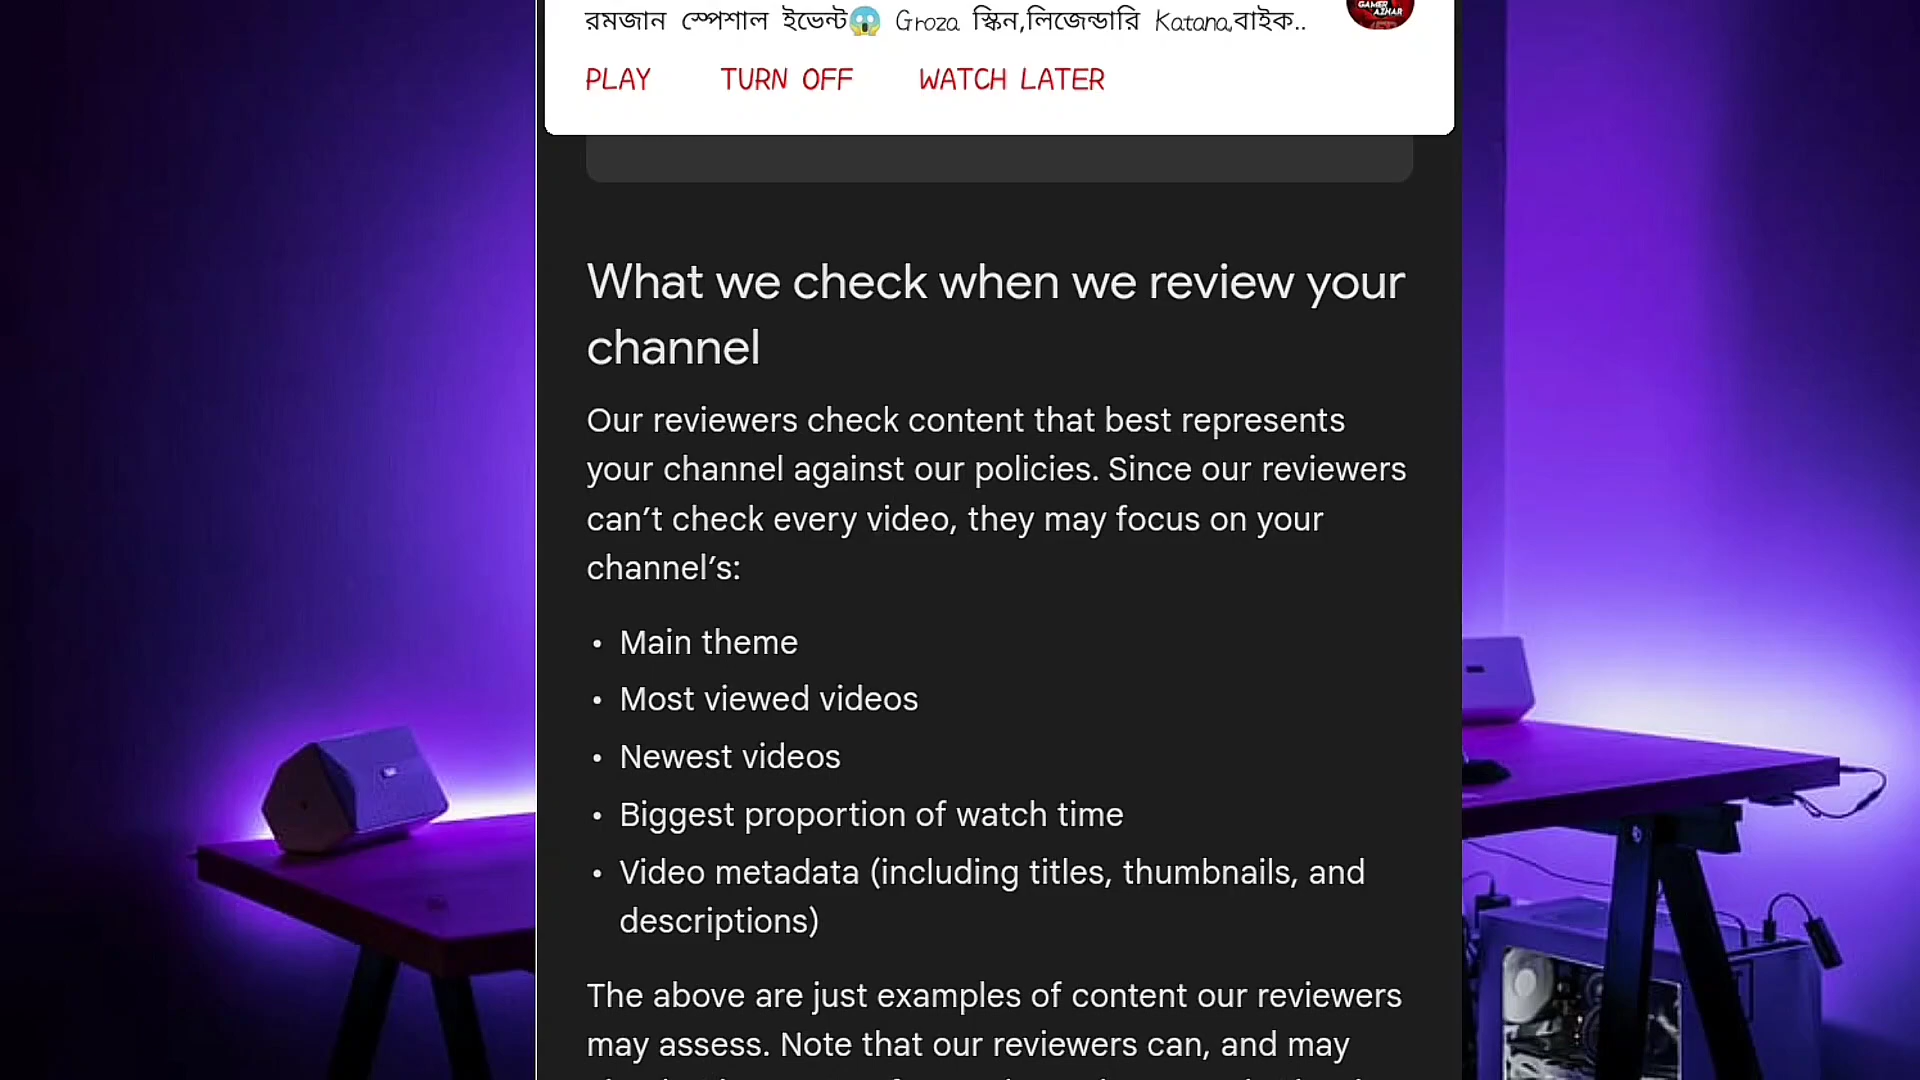 রমজান স্পেশাল ইভেন্ট😱 Groza স্কিন,লিজেন্ডারি Katana,বাইক..
GAMER
AZHAR
PLAY TURN OFF WATCH LATER
What we check when we review your
channel
Our reviewers check content that best represents
your channel against our policies. Since our reviewers
can’t check every video, they may focus on your
channel’s:
• Main theme
• Most viewed videos
• Newest videos
• Biggest proportion of watch time
• Video metadata (including titles, thumbnails, and
descriptions)
The above are just examples of content our reviewers
may assess. Note that our reviewers can, and may